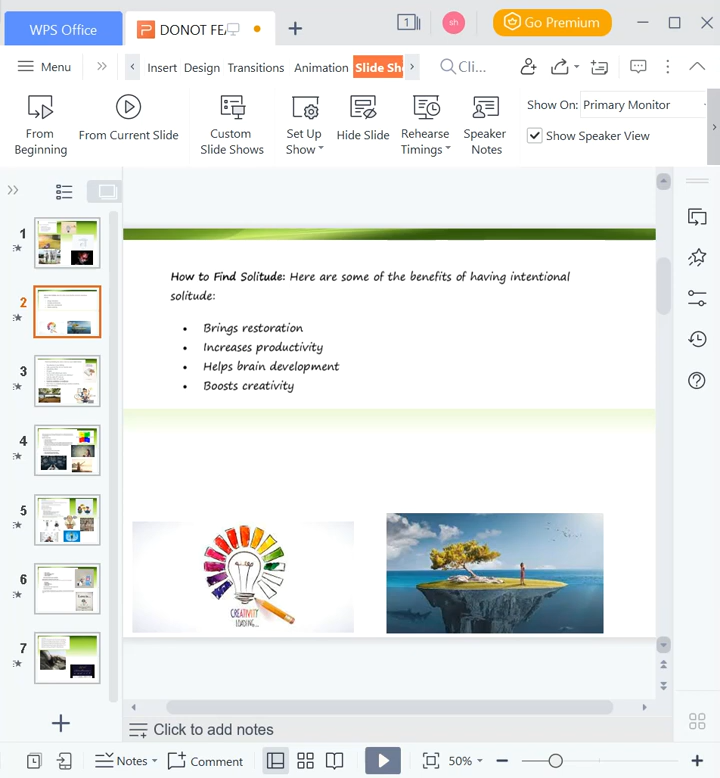 WPS Office
DONOT FEA
1
sh
Go Premium
Menu
Insert
Design
Transitions
Animation
Slide Sho
Cli...
From Beginning
From Current Slide
Custom Slide Shows
Set Up Show
Hide Slide
Rehearse Timings
Speaker Notes
Show On: Primary Monitor
Show Speaker View
1
2
3
4
5
6
7
How to Find Solitude: Here are some of the benefits of having intentional
solitude:
• Brings restoration
• Increases productivity
• Helps brain development
• Boosts creativity
CREATIVITY
LOADING...
Click to add notes
Notes
Comment
50%